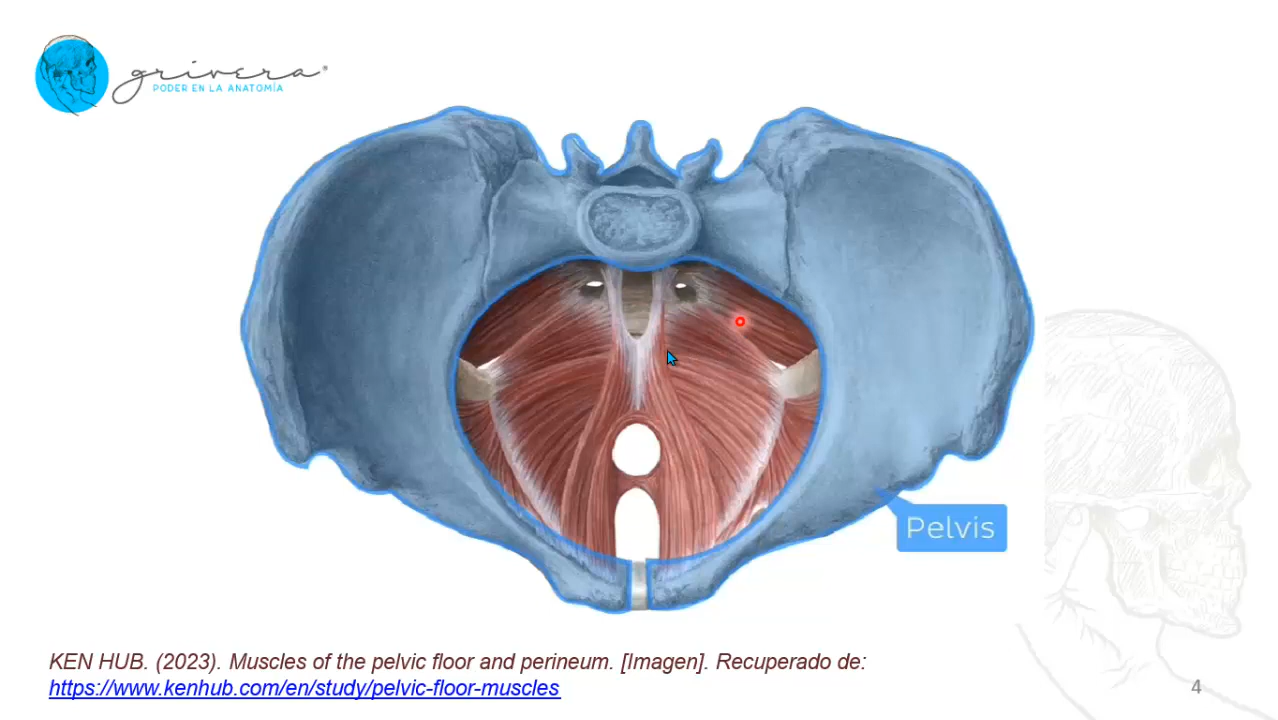 grivera®
PODER EN LA ANATOMÍA
Pelvis
KEN HUB. (2023). Muscles of the pelvic floor and perineum. [Imagen]. Recuperado de:
https://www.kenhub.com/en/study/pelvic-floor-muscles
4